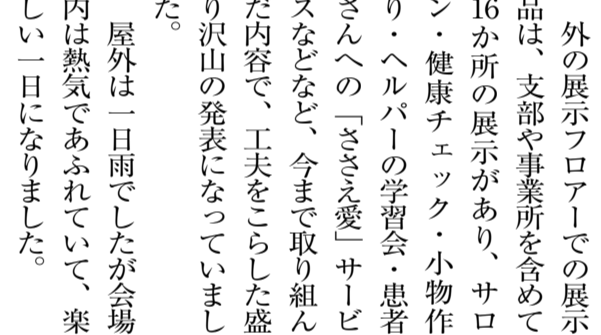 外の展示フロアーでの展示
品は、支部や事業所を含めて
16か所の展示があり、サロ
ン・健康チェック・小物作
り・ヘルパーの学習会・患者
さんへの「ささえ愛」サービ
スなどなど、今まで取り組ん
だ内容で、工夫をこらした盛
り沢山の発表になっていまし
た。
屋外は一日雨でしたが会場
内は熱気であふれていて、楽
しい一日になりました。